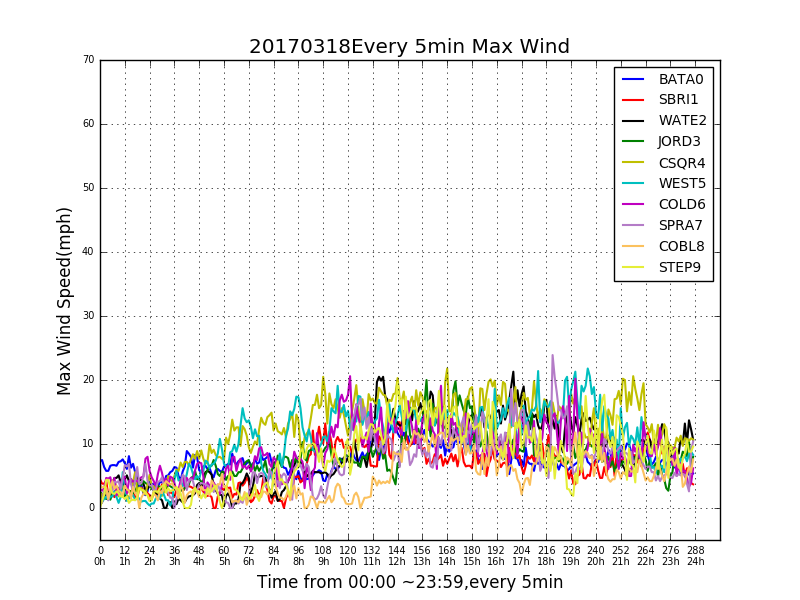 20170318Every 5min Max Wind
70
60
50
40
30
20
10
0
Max Wind Speed(mph)
BATA0
SBRI1
WATE2
JORD3
CSQR4
WEST5
COLD6
SPRA7
COBL8
STEP9
0 12 24 36 48 60 72 84 96 108 120 132 144 156 168 180 192 204 216 228 240 252 264 276 288
0h 1h 2h 3h 4h 5h 6h 7h 8h 9h 10h 11h 12h 13h 14h 15h 16h 17h 18h 19h 20h 21h 22h 23h 24h
Time from 00:00 ~23:59,every 5min